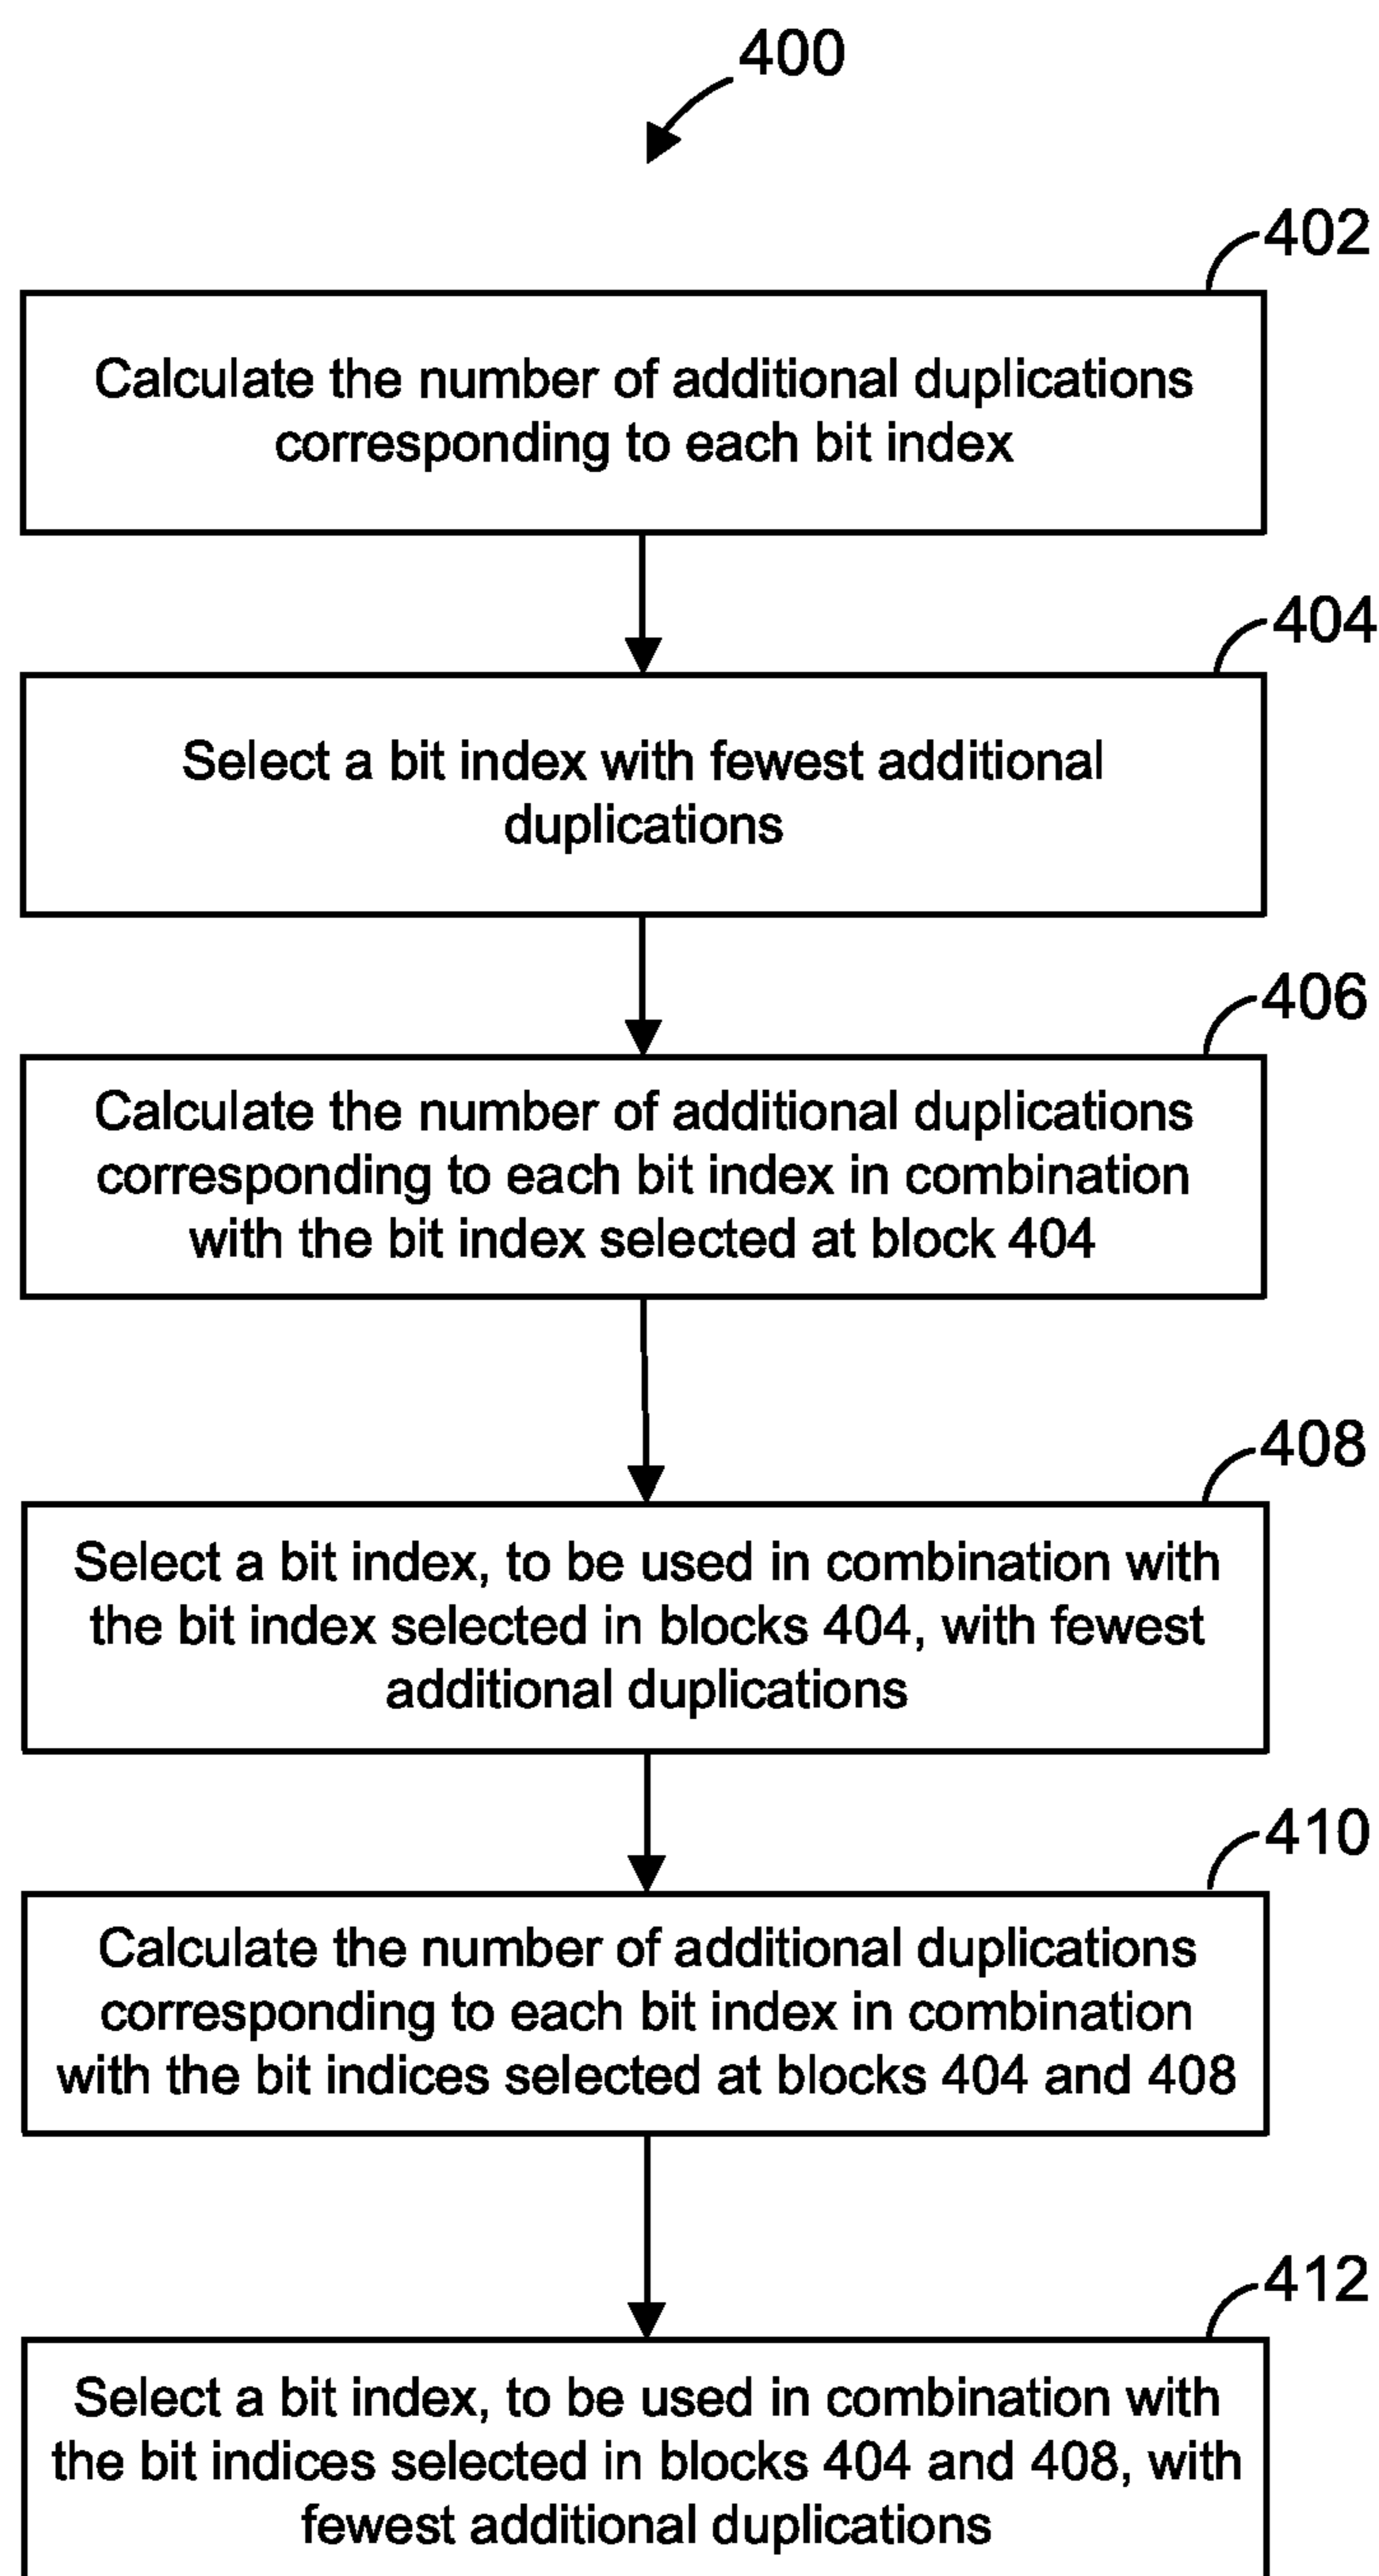 400
402
Calculate the number of additional duplications
corresponding to each bit index
404
Select a bit index with fewest additional
duplications
406
Calculate the number of additional duplications
corresponding to each bit index in combination
with the bit index selected at block 404
408
Select a bit index, to be used in combination with
the bit index selected in blocks 404, with fewest
additional duplications
410
Calculate the number of additional duplications
corresponding to each bit index in combination
with the bit indices selected at blocks 404 and 408
412
Select a bit index, to be used in combination with
the bit indices selected in blocks 404 and 408, with
fewest additional duplications